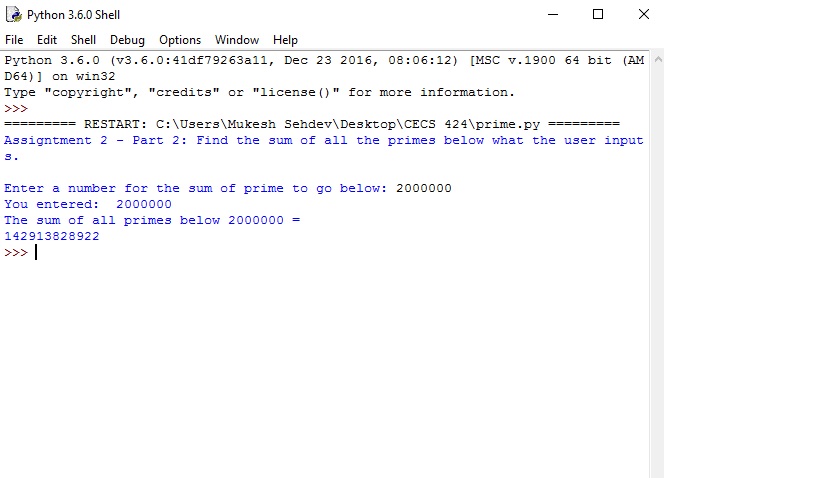 Python 3.6.0 Shell
File Edit Shell Debug Options Window Help
Python 3.6.0 (v3.6.0:41df79263a11, Dec 23 2016, 08:06:12) [MSC v.1900 64 bit (AM
D64)] on win32
Type "copyright", "credits" or "license()" for more information.
>>>
========= RESTART: C:\Users\Mukesh Sehdev\Desktop\CECS 424\prime.py =========
Assigntment 2 - Part 2: Find the sum of all the primes below what the user input
s.
Enter a number for the sum of prime to go below: 2000000
You entered:  2000000
The sum of all primes below 2000000 =
142913828922
>>>